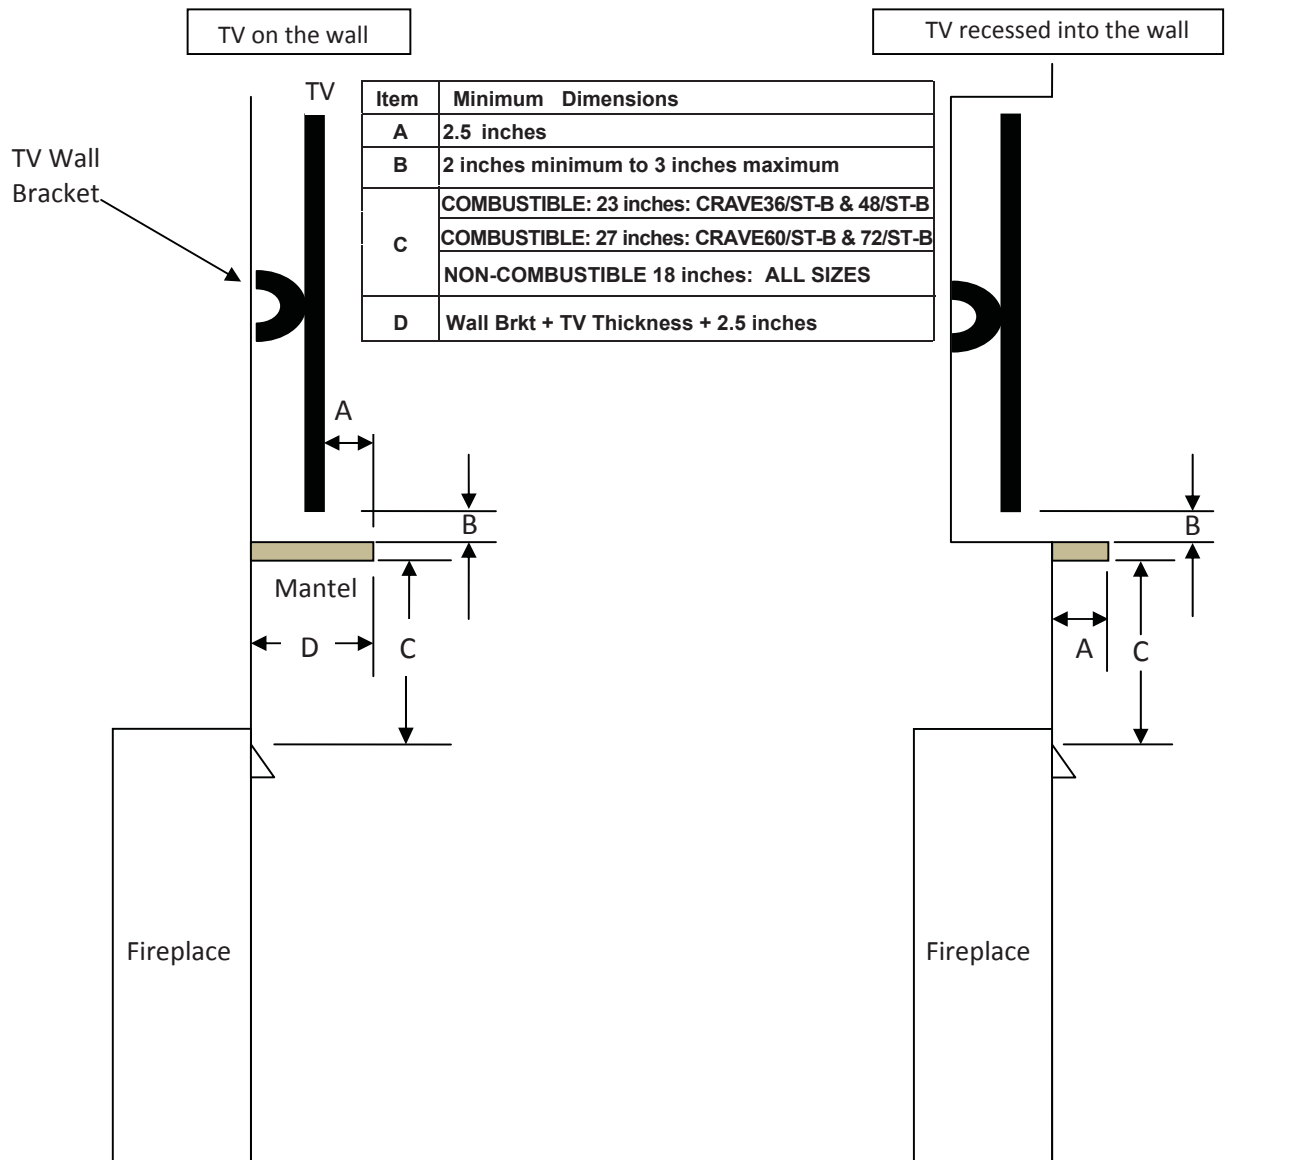 TV on the wall
TV recessed into the wall
TV
TV Wall
Bracket
Item Minimum Dimensions
A 2.5 inches
B 2 inches minimum to 3 inches maximum
C
COMBUSTIBLE: 23 inches: CRAVE36/ST-B & 48/ST-B
COMBUSTIBLE: 27 inches: CRAVE60/ST-B & 72/ST-B
NON-COMBUSTIBLE 18 inches: ALL SIZES
D Wall Brkt + TV Thickness + 2.5 inches
A
B
Mantel
D
C
Fireplace
B
A
C
Fireplace